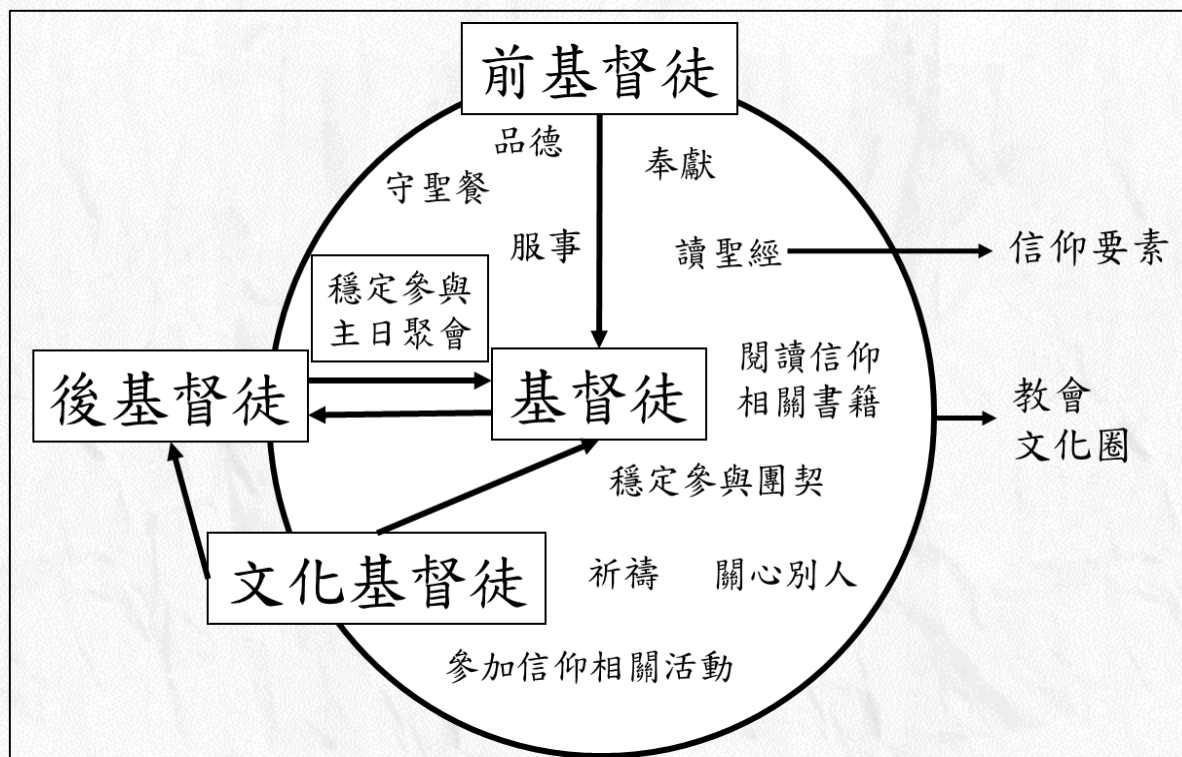 前基督徒
品德
奉獻
守聖餐
服事
讀聖經
信仰要素
穩定參與
主日聚會
閱讀信仰
相關書籍
後基督徒
基督徒
教會
文化圈
穩定參與團契
文化基督徒
祈禱
關心別人
參加信仰相關活動